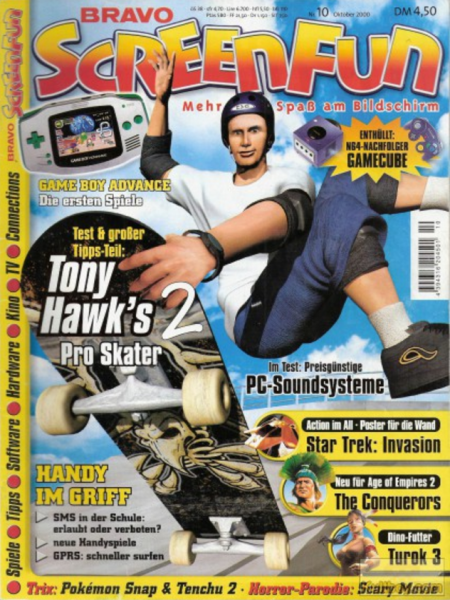 BRAVO
SCREENFUN
Nr. 10 Oktober 2000
DM 4,50
Mehr Spaß am Bildschirm
ENTHÜLLT:
N64-NACHFOLGER
GAMECUBE
GAME BOY ADVANCE
Die ersten Spiele
Test & großer
Tipps-Teil:
Tony
Hawk's 2
Pro Skater
Im Test: Preisgünstige
PC-Soundsysteme
Action im All - Poster für die Wand
Star Trek: Invasion
Neu für Age of Empires 2
The Conquerors
Dino-Futter
Turok 3
HANDY
IM GRIFF
SMS in der Schule:
erlaubt oder verboten?
neue Handyspiele
GPRS: schneller surfen
Trix: Pokémon Snap & Tenchu 2 · Horror-Parodie: Scary Movie
BRAVO SCREENFUN
Spiele • Tipps • Software • Hardware • Kino • TV • Connections